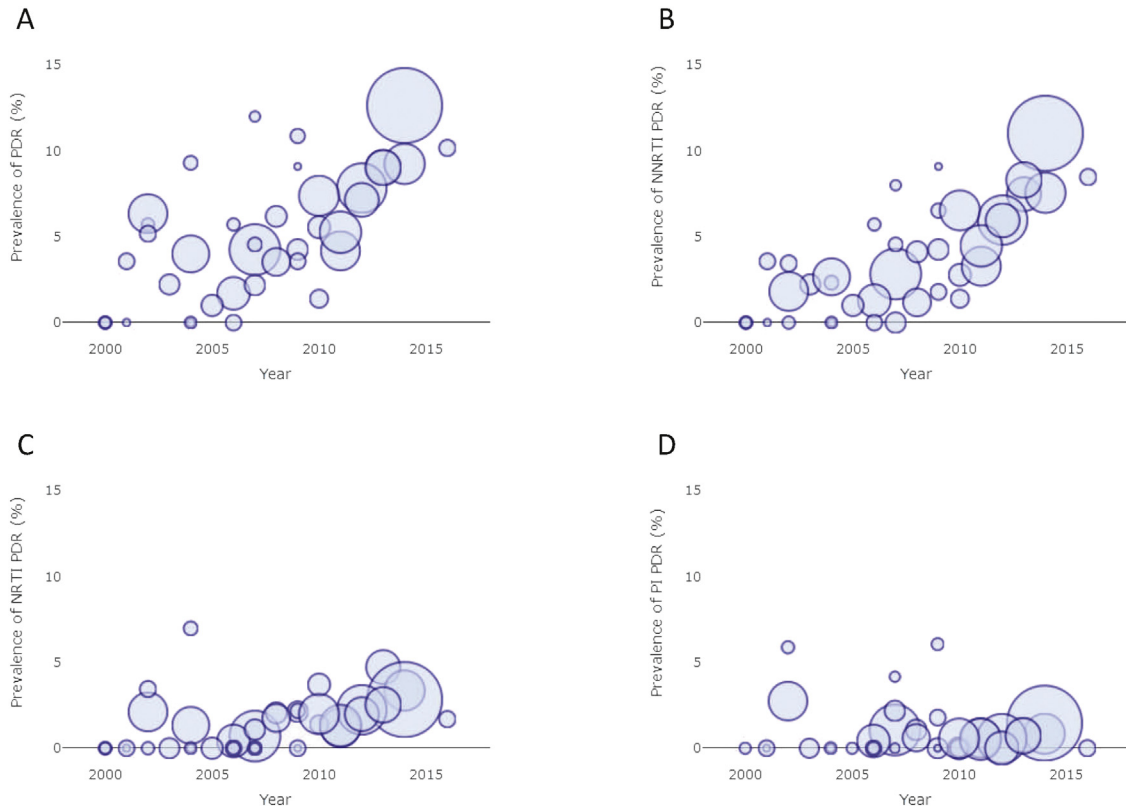 A
Prevalence of PDR (%)
15
10
5
0
2000 2005 2010 2015
Year
B
Prevalence of NNRTI PDR (%)
15
10
5
0
2000 2005 2010 2015
Year
C
Prevalence of NRTI PDR (%)
15
10
5
0
2000 2005 2010 2015
Year
D
Prevalence of PI PDR (%)
15
10
5
0
2000 2005 2010 2015
Year